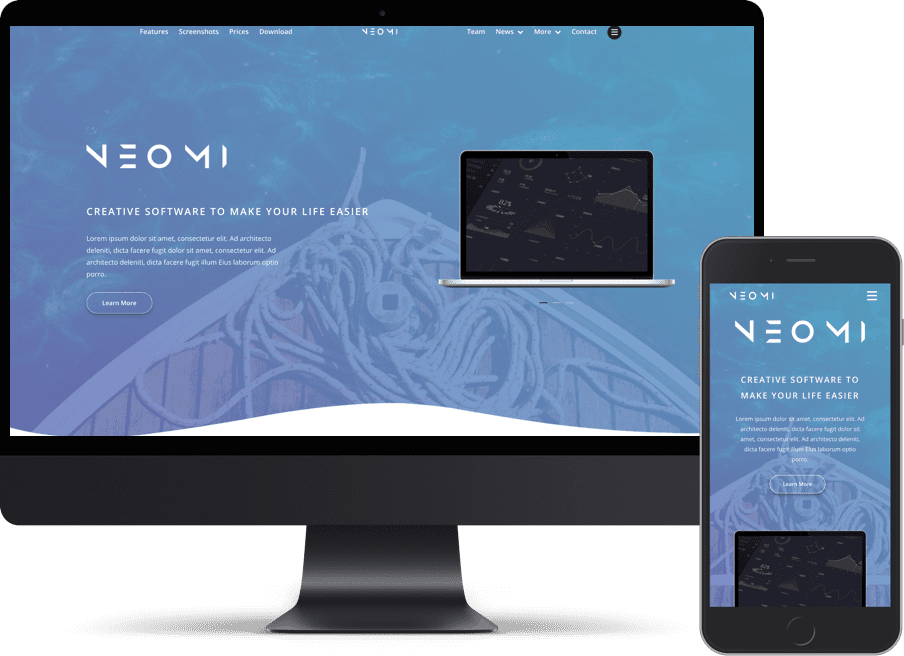 Features Screenshots Prices Download NEOMI Team News More Contact
NEOMI
CREATIVE SOFTWARE TO MAKE YOUR LIFE EASIER
Lorem ipsum dolor sit amet, consectetur elit. Ad architecto
deleniti, dicta facere fugit dolor sit amet, consectetur elit. Ad
architecto deleniti, dicta facere fugit illum Eius laborum optio
porro.
Learn More
82%
NEOMI
NEOMI
CREATIVE SOFTWARE TO
MAKE YOUR LIFE EASIER
Lorem ipsum dolor sit amet, consectetur elit. Ad
architecto deleniti, dicta facere fugit dolor sit
amet, consectetur elit. Ad architecto deleniti,
dicta facere fugit illum Eius laborum optio
porro.
Learn More
82%